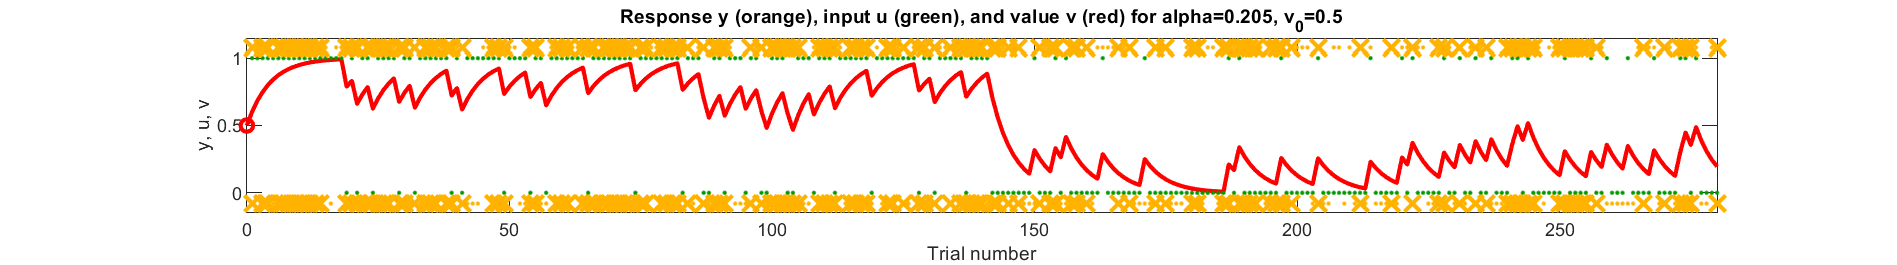 Response y (orange), input u (green), and value v (red) for alpha=0.205, v0=0.5
y, u, v
1
0.5
0
0 50 100 150 200 250
Trial number